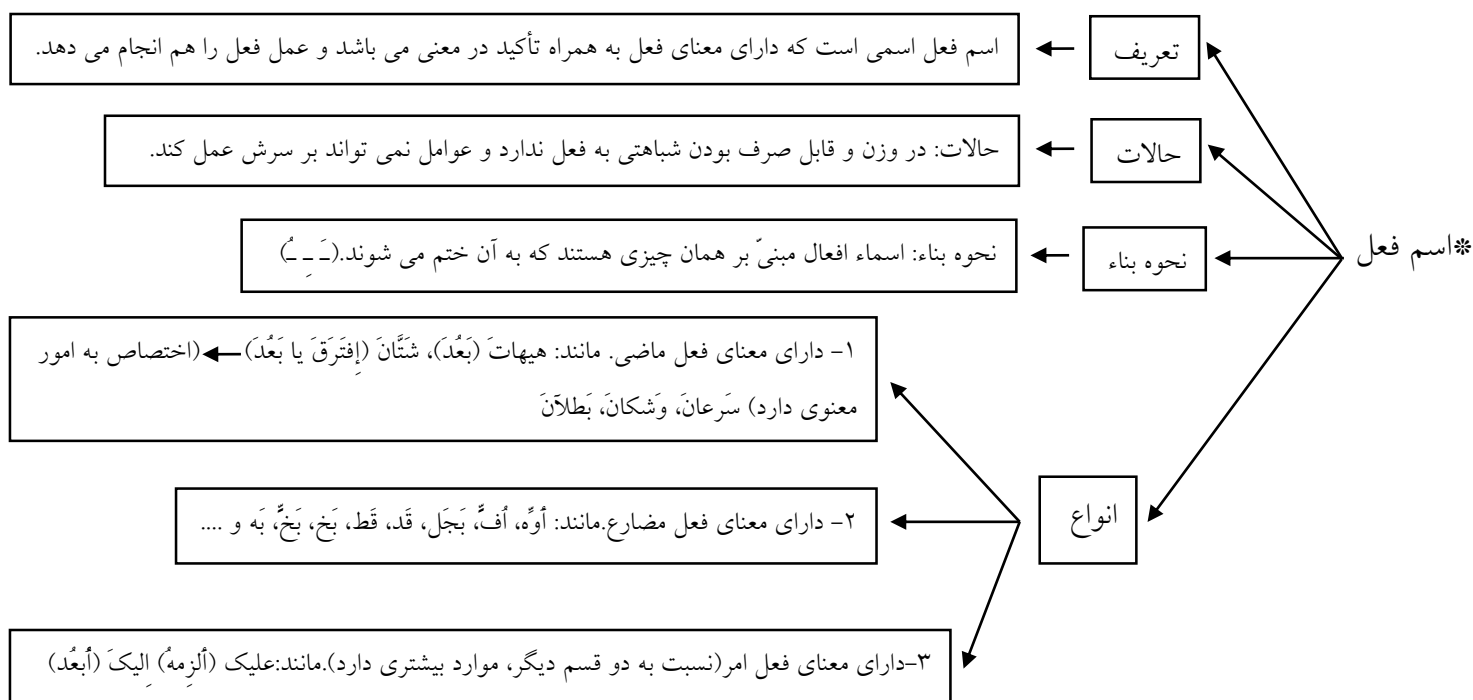 *اسم فعل
تعریف
اسم فعل اسمی است که دارای معنای فعل به همراه تأکید در معنی می باشد و عمل فعل را هم انجام می دهد.
حالات
حالات: در وزن و قابل صرف بودن شباهتی به فعل ندارد و عوامل نمی تواند بر سرش عمل کند.
نحوه بناء
نحوه بناء: اسماء افعال مبنیّ بر همان چیزی هستند که به آن ختم می شوند.(ـَ ـِ ـُ)
انواع
۱- دارای معنای فعل ماضی. مانند: هیهاتَ (بَعُدَ)، شَتَّانَ (إِفتَرَقَ یا بَعُدَ) (اختصاص به امور
معنوی دارد) سَرعانَ، وَشکانَ، بَطلآنَ
۲- دارای معنای فعل مضارع.مانند: أوِّه، اُفٍّ، بَجَل، قَد، قَط، بَخ، بَخٍّ، بَه و ....
۳-دارای معنای فعل امر(نسبت به دو قسم دیگر، موارد بیشتری دارد).مانند:علیک (ألزِمهُ) اِلیکَ (اُبعُد)